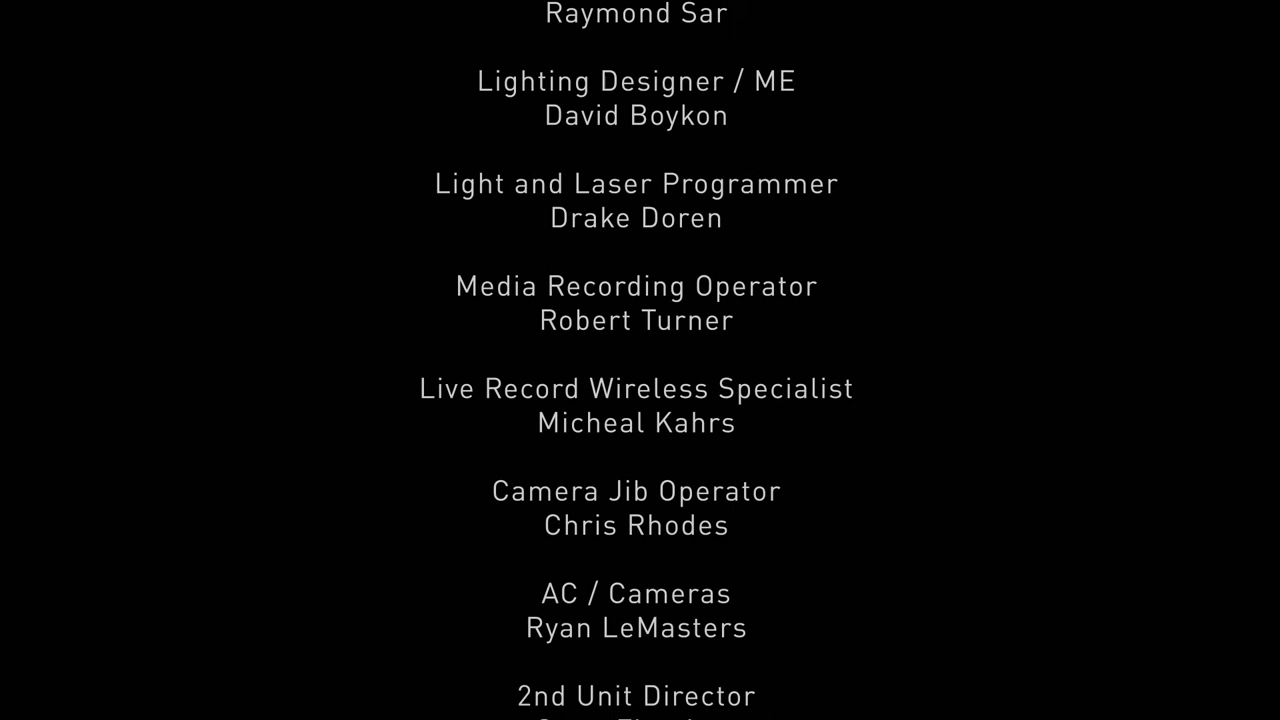 Raymond Sar
Lighting Designer / ME
David Boykon
Light and Laser Programmer
Drake Doren
Media Recording Operator
Robert Turner
Live Record Wireless Specialist
Micheal Kahrs
Camera Jib Operator
Chris Rhodes
AC / Cameras
Ryan LeMasters
2nd Unit Director